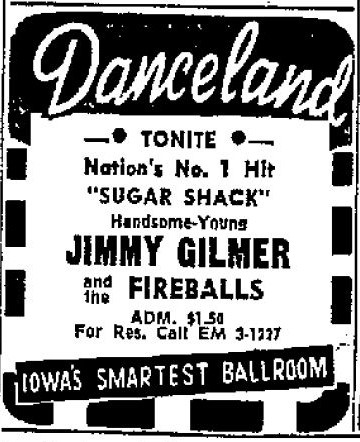 Danceland
TONITE
Nation's No. 1 Hit
"SUGAR SHACK"
Handsome-Young
JIMMY GILMER
and the FIREBALLS
ADM. $1.50
For Res. Call EM 3-1227
IOWA'S SMARTEST BALLROOM